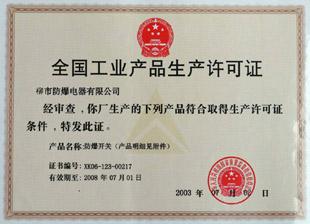 全国工业产品生产许可证
柳市防爆电器有限公司
经审查，你厂生产的下列产品符合取得生产许可证
条件，特发此证。
产品名称：防爆开关（产品明细见附件）
证书编号：XK06-123-00217
有效期至：2008 年 07 月 01 日
2003 年 07 月 日